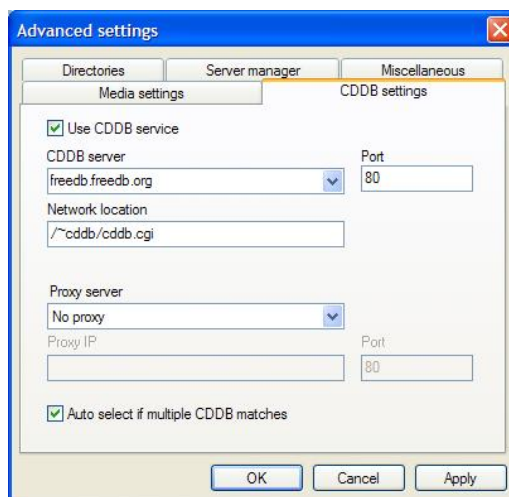 Advanced settings
Directories Server manager Miscellaneous
Media settings CDDB settings
Use CDDB service
CDDB server Port
freedb.freedb.org 80
Network location
/~cddb/cddb.cgi
Proxy server
No proxy
Proxy IP Port
80
Auto select if multiple CDDB matches
OK Cancel Apply